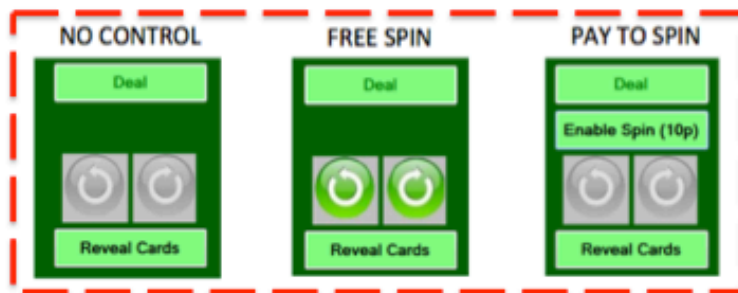 NO CONTROL
Deal
Reveal Cards
FREE SPIN
Deal
Reveal Cards
PAY TO SPIN
Deal
Enable Spin (10p)
Reveal Cards